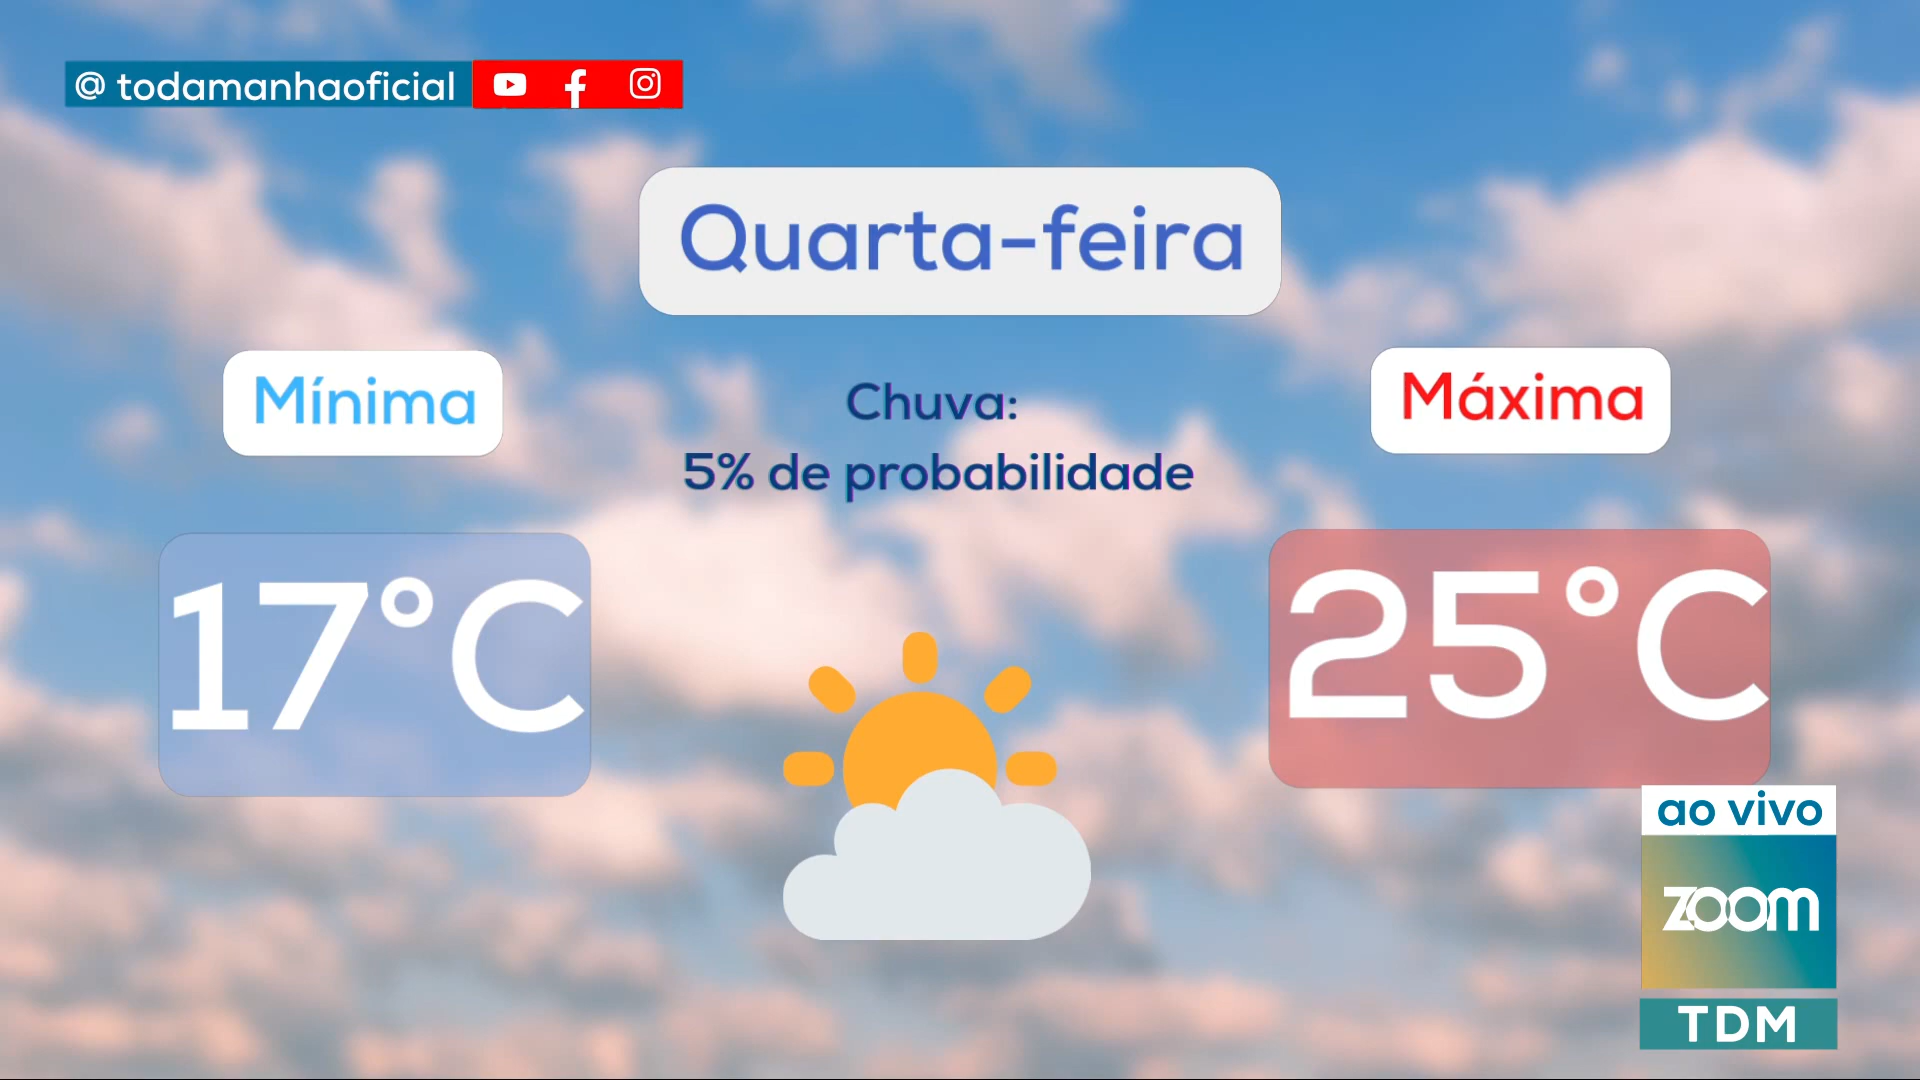 @ todamanhaoficial
Quarta-feira
Mínima
Chuva:
5% de probabilidade
Máxima
17°C
25°C
ao vivo
zoom
TDM